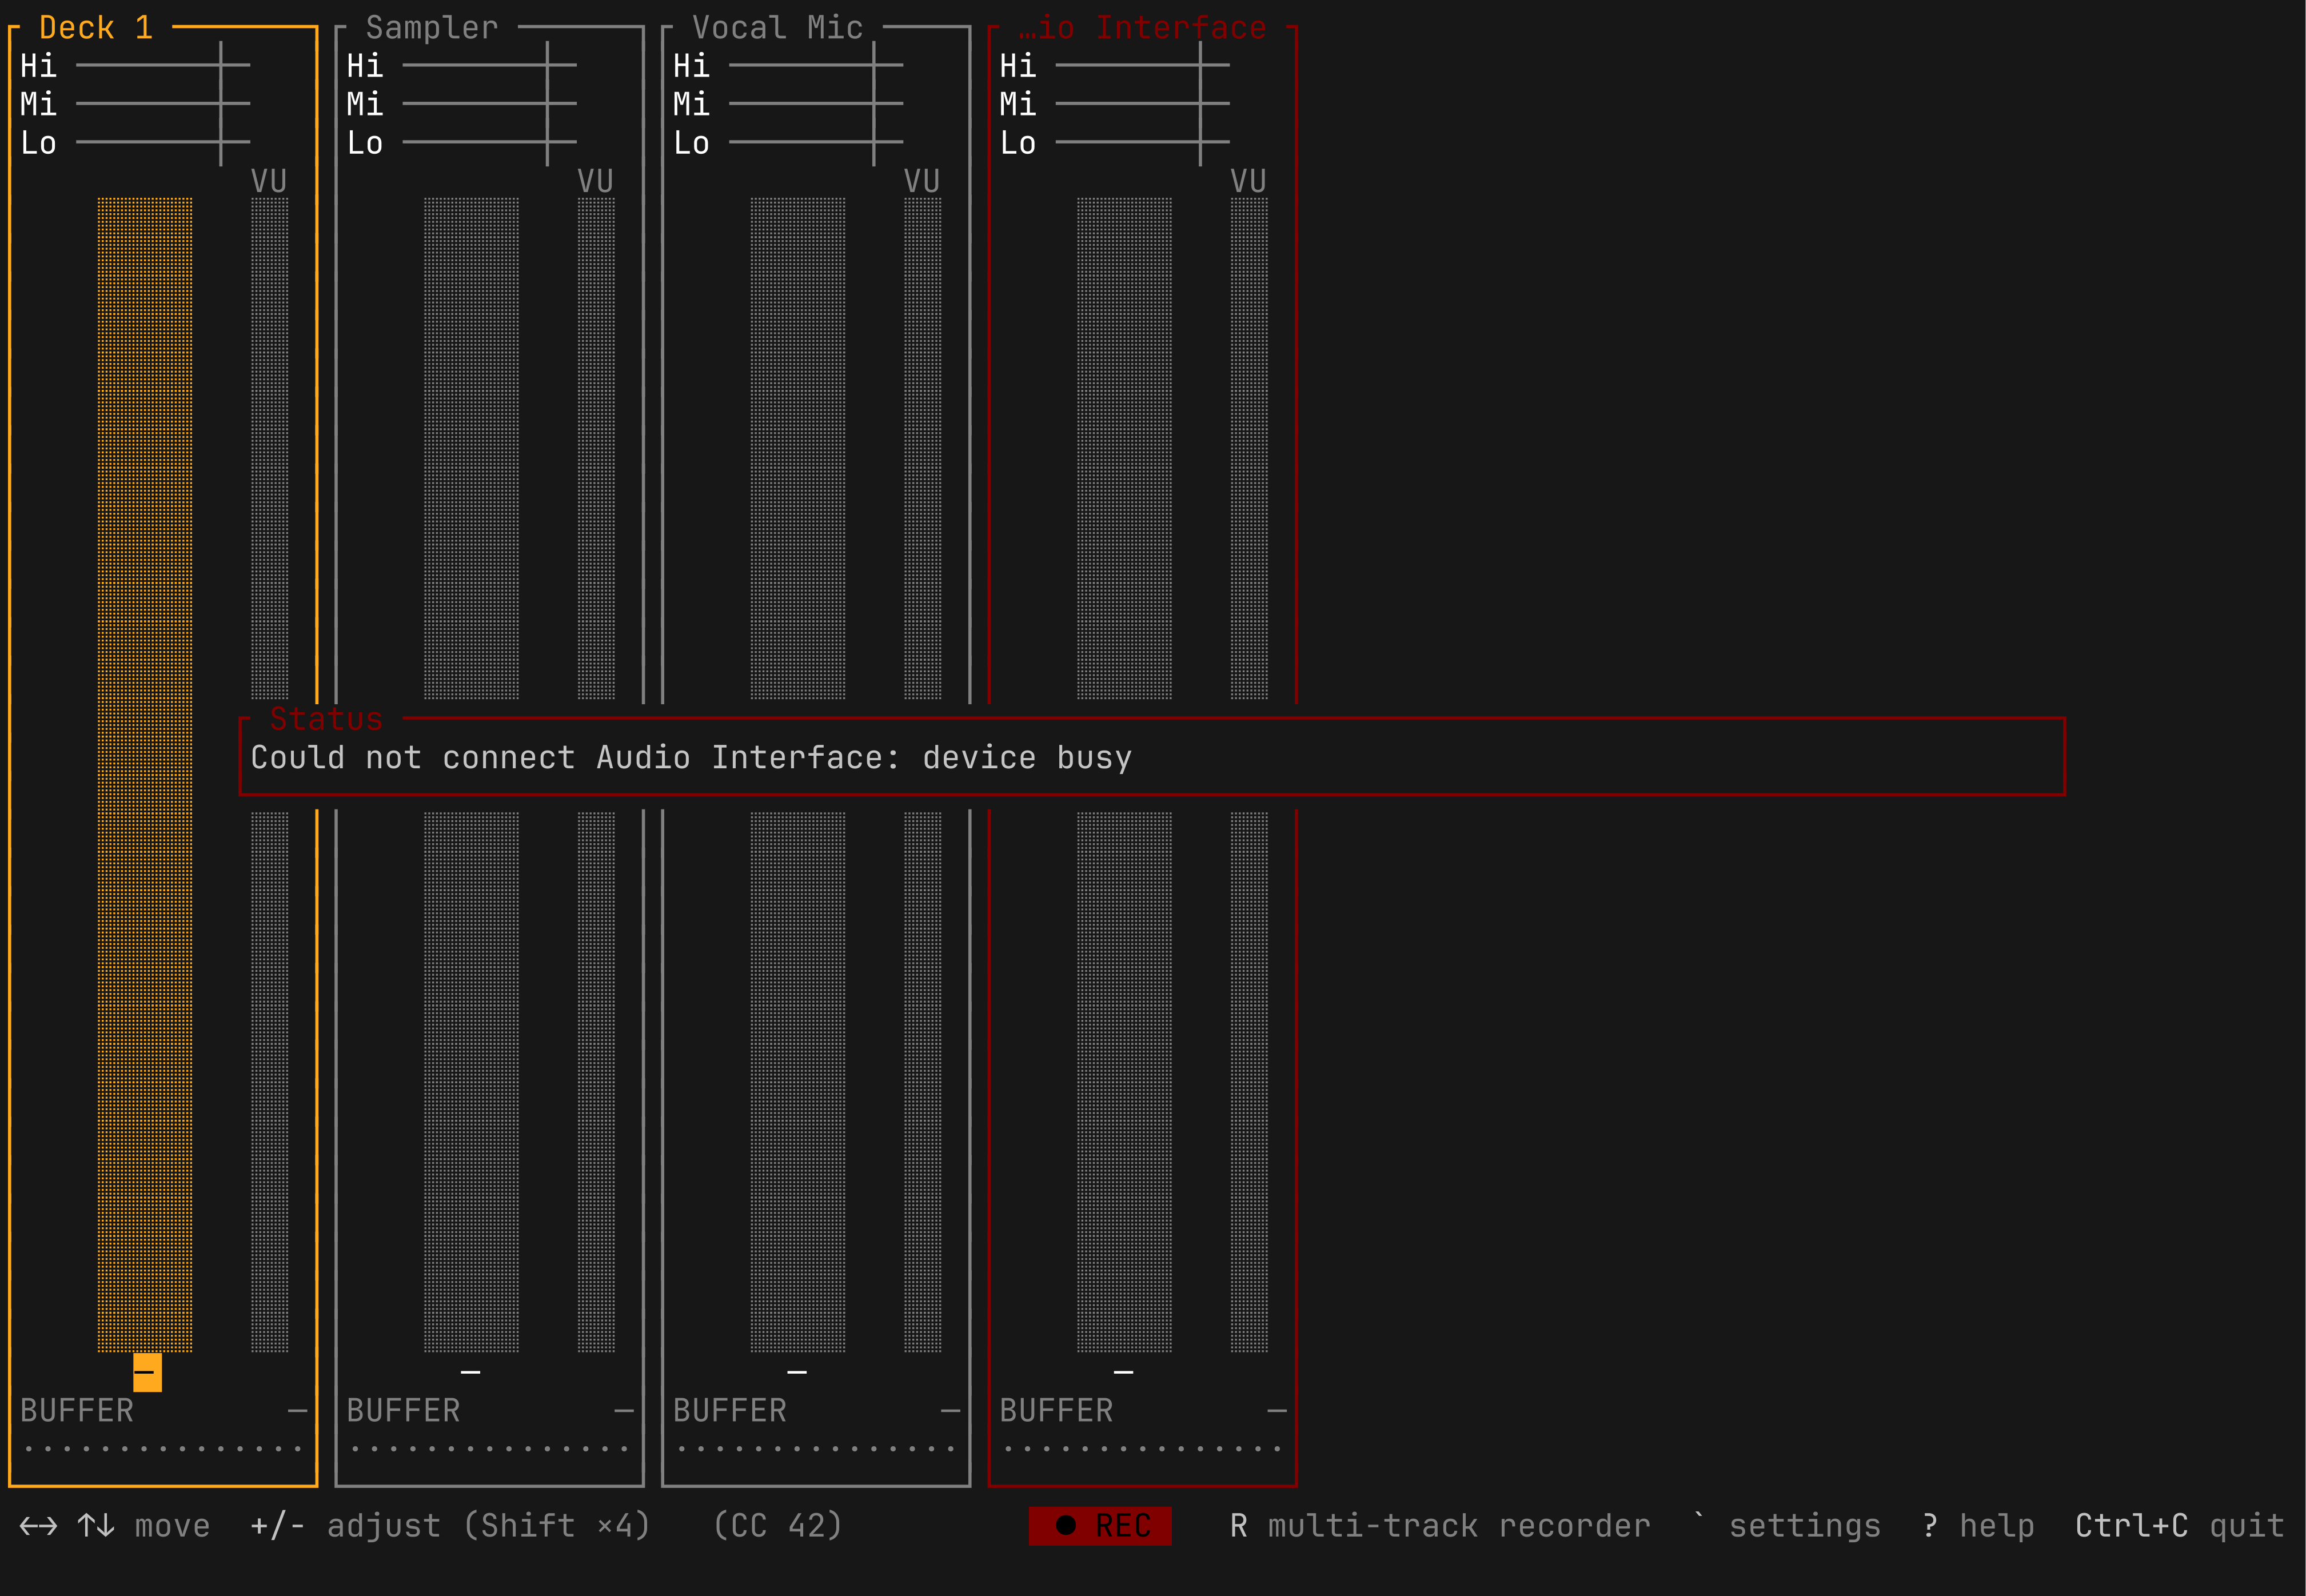 Deck 1 Sampler Vocal Mic …io Interface
Hi Hi Hi Hi
Mi Mi Mi Mi
Lo Lo Lo Lo
VU VU VU VU
Status
Could not connect Audio Interface: device busy
— — — —
BUFFER — BUFFER — BUFFER — BUFFER —
←→ ↑↓ move +/- adjust (Shift ×4) (CC 42) ● REC R multi-track recorder ` settings ? help Ctrl+C quit